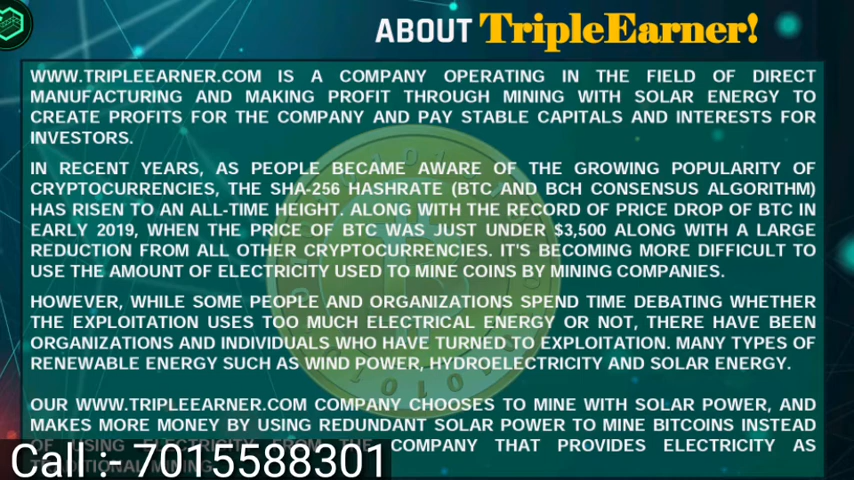 ABOUT TripleEarner!
WWW.TRIPLEEARNER.COM IS A COMPANY OPERATING IN THE FIELD OF DIRECT
MANUFACTURING AND MAKING PROFIT THROUGH MINING WITH SOLAR ENERGY TO
CREATE PROFITS FOR THE COMPANY AND PAY STABLE CAPITALS AND INTERESTS FOR
INVESTORS.
IN RECENT YEARS, AS PEOPLE BECAME AWARE OF THE GROWING POPULARITY OF
CRYPTOCURRENCIES, THE SHA-256 HASHRATE (BTC AND BCH CONSENSUS ALGORITHM)
HAS RISEN TO AN ALL-TIME HEIGHT. ALONG WITH THE RECORD OF PRICE DROP OF BTC IN
EARLY 2019, WHEN THE PRICE OF BTC WAS JUST UNDER $3,500 ALONG WITH A LARGE
REDUCTION FROM ALL OTHER CRYPTOCURRENCIES. IT'S BECOMING MORE DIFFICULT TO
USE THE AMOUNT OF ELECTRICITY USED TO MINE COINS BY MINING COMPANIES.
HOWEVER, WHILE SOME PEOPLE AND ORGANIZATIONS SPEND TIME DEBATING WHETHER
THE EXPLOITATION USES TOO MUCH ELECTRICAL ENERGY OR NOT, THERE HAVE BEEN
ORGANIZATIONS AND INDIVIDUALS WHO HAVE TURNED TO EXPLOITATION. MANY TYPES OF
RENEWABLE ENERGY SUCH AS WIND POWER, HYDROELECTRICITY AND SOLAR ENERGY.
OUR WWW.TRIPLEEARNER.COM COMPANY CHOOSES TO MINE WITH SOLAR POWER, AND
MAKES MORE MONEY BY USING REDUNDANT SOLAR POWER TO MINE BITCOINS INSTEAD
OF USING ELECTRICITY FROM THE COMPANY THAT PROVIDES ELECTRICITY AS
TRADITIONAL MINING.
Call :- 7015588301